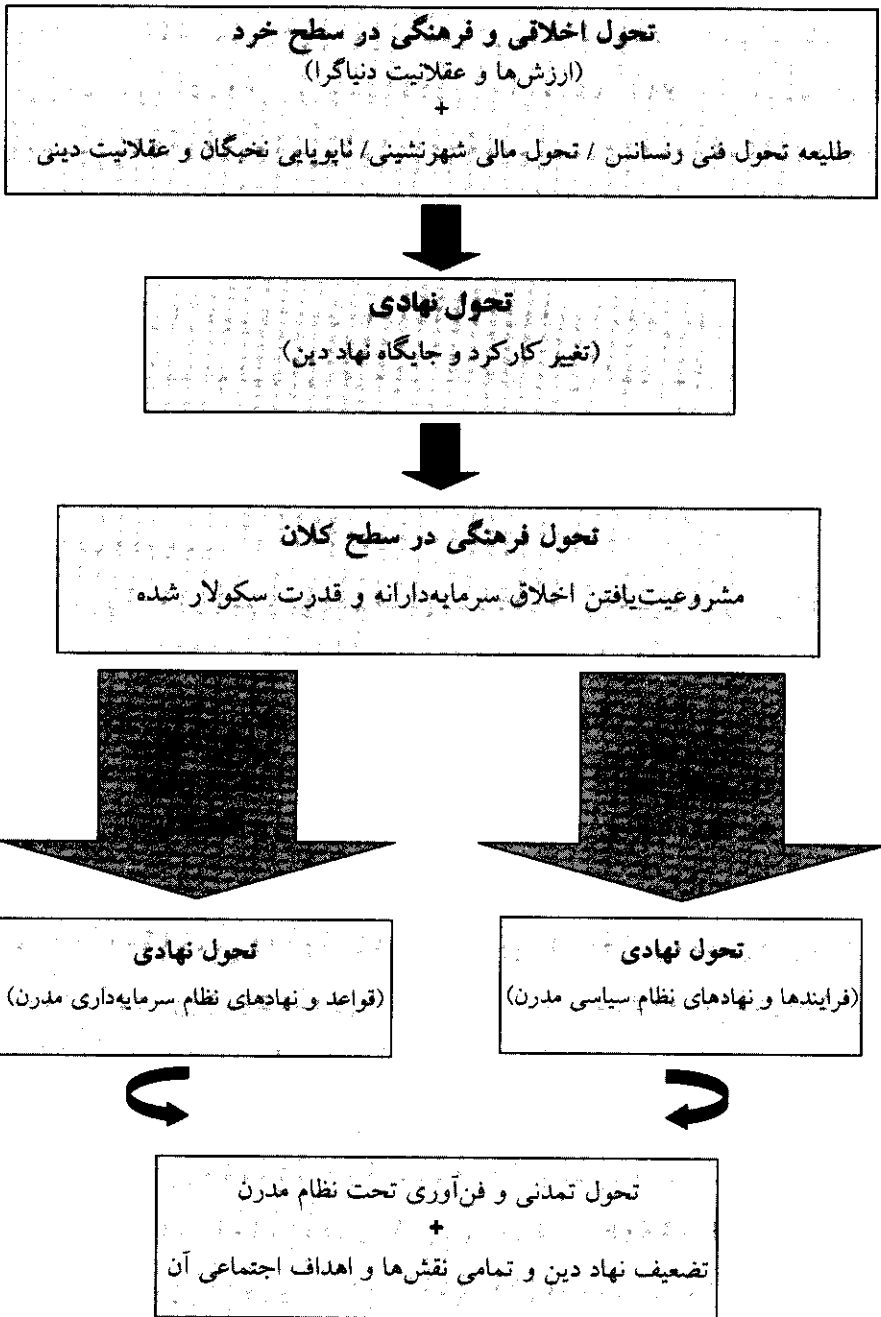 تحول اخلاقی و فرهنگی در سطح خرد
(ارزش‌ها و عقلانیت دنیاگرا)
+
طلیعه تحول فنی رنسانس / تحول مالی شهرنشینی/ ناپویایی نخبگان و عقلانیت دینی
تحول نهادی
(تغییر کارکرد و جایگاه نهاد دین)
تحول فرهنگی در سطح کلان
مشروعیت‌یافتن اخلاق سرمایه‌دارانه و قدرت سکولار شده
تحول نهادی
(فرایندها و نهادهای نظام سیاسی مدرن)
تحول نهادی
(قواعد و نهادهای نظام سرمایه‌داری مدرن)
تحول تمدنی و فن‌آوری تحت نظام مدرن
+
تضعیف نهاد دین و تمامی نقش‌ها و اهداف اجتماعی آن